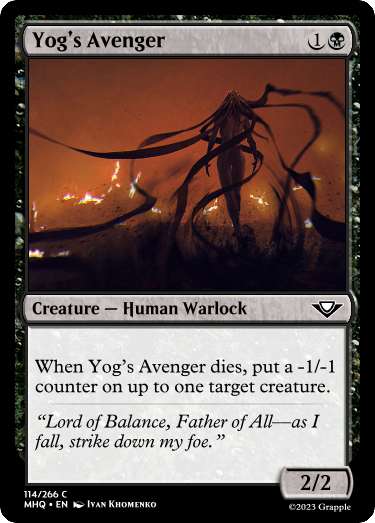 Yog's Avenger 1
Creature — Human Warlock
When Yog's Avenger dies, put a -1/-1
counter on up to one target creature.
“Lord of Balance, Father of All—as I
fall, strike down my foe.”
2/2
114/266 C
MHQ • EN Ivan Khomenko
©2023 Grapple